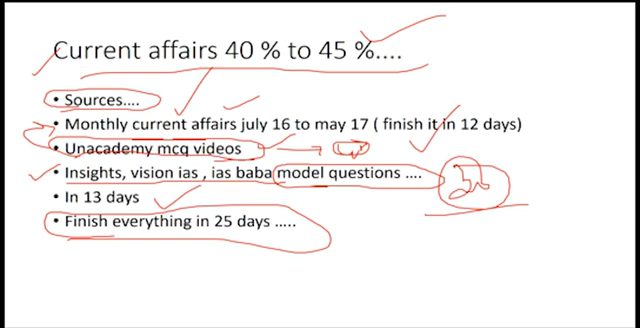 Current affairs 40 % to 45 %....
• Sources....
• Monthly current affairs july 16 to may 17 ( finish it in 12 days)
• Unacademy mcq videos
• Insights, vision ias , ias baba model questions ....
• In 13 days
• Finish everything in 25 days .....